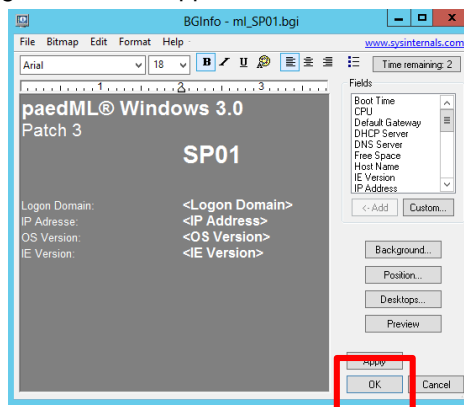 BGInfo - ml_SP01.bgi
File Bitmap Edit Format Help
www.sysinternals.com
Arial 18 B U
Time remaining: 2
1 2 3
Fields
paedML® Windows 3.0
Patch 3
SP01
Logon Domain: <Logon Domain>
IP Adresse: <IP Address>
OS Version: <OS Version>
IE Version: <IE Version>
Boot Time
CPU
Default Gateway
DHCP Server
DNS Server
Free Space
Host Name
IE Version
IP Address
<- Add Custom...
Background...
Position...
Desktops...
Preview
Apply
OK Cancel